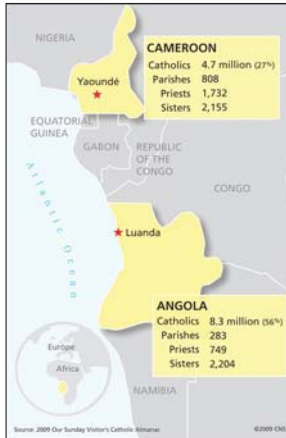 NIGERIA
CAMEROON
Catholics 4.7 million (27%)
Parishes 808
Priests 1,732
Sisters 2,155
Yaoundé
EQUATORIAL
GUINEA
GABON
REPUBLIC
OF THE
CONGO
CONGO
Atlantic Ocean
Luanda
ANGOLA
Catholics 8.3 million (56%)
Parishes 283
Priests 749
Sisters 2,204
Europe
Africa
NAMIBIA
Source: 2009 Our Sunday Visitor's Catholic Almanac
©2009 CNS